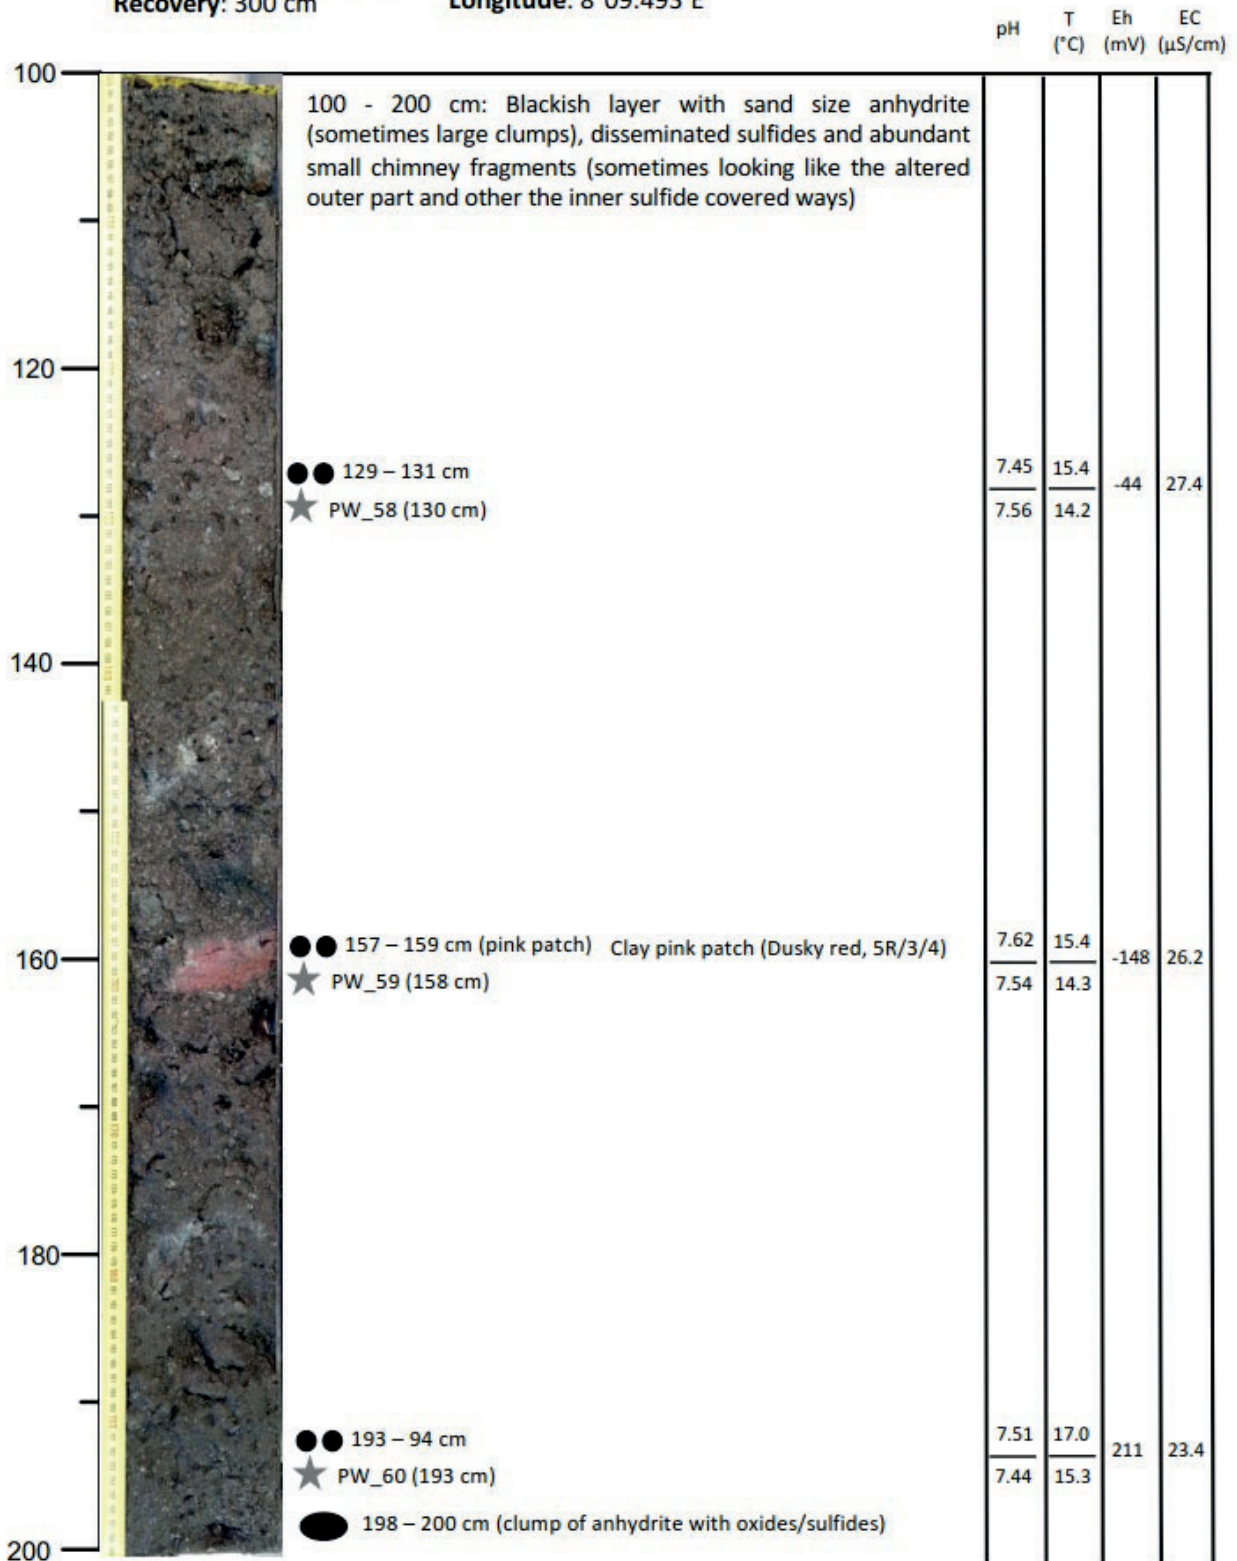 Recovery: 300 cm
Longitude: 8°09.493'E
pH
T
(°C)
Eh
(mV)
EC
(µS/cm)
100
100 - 200 cm: Blackish layer with sand size anhydrite
(sometimes large clumps), disseminated sulfides and abundant
small chimney fragments (sometimes looking like the altered
outer part and other the inner sulfide covered ways)
120
129 – 131 cm
PW_58 (130 cm)
7.45
7.56
15.4
14.2
-44
27.4
140
157 – 159 cm (pink patch)
Clay pink patch (Dusky red, 5R/3/4)
PW_59 (158 cm)
7.62
7.54
15.4
14.3
-148
26.2
160
180
193 – 94 cm
PW_60 (193 cm)
7.51
7.44
17.0
15.3
211
23.4
198 – 200 cm (clump of anhydrite with oxides/sulfides)
200